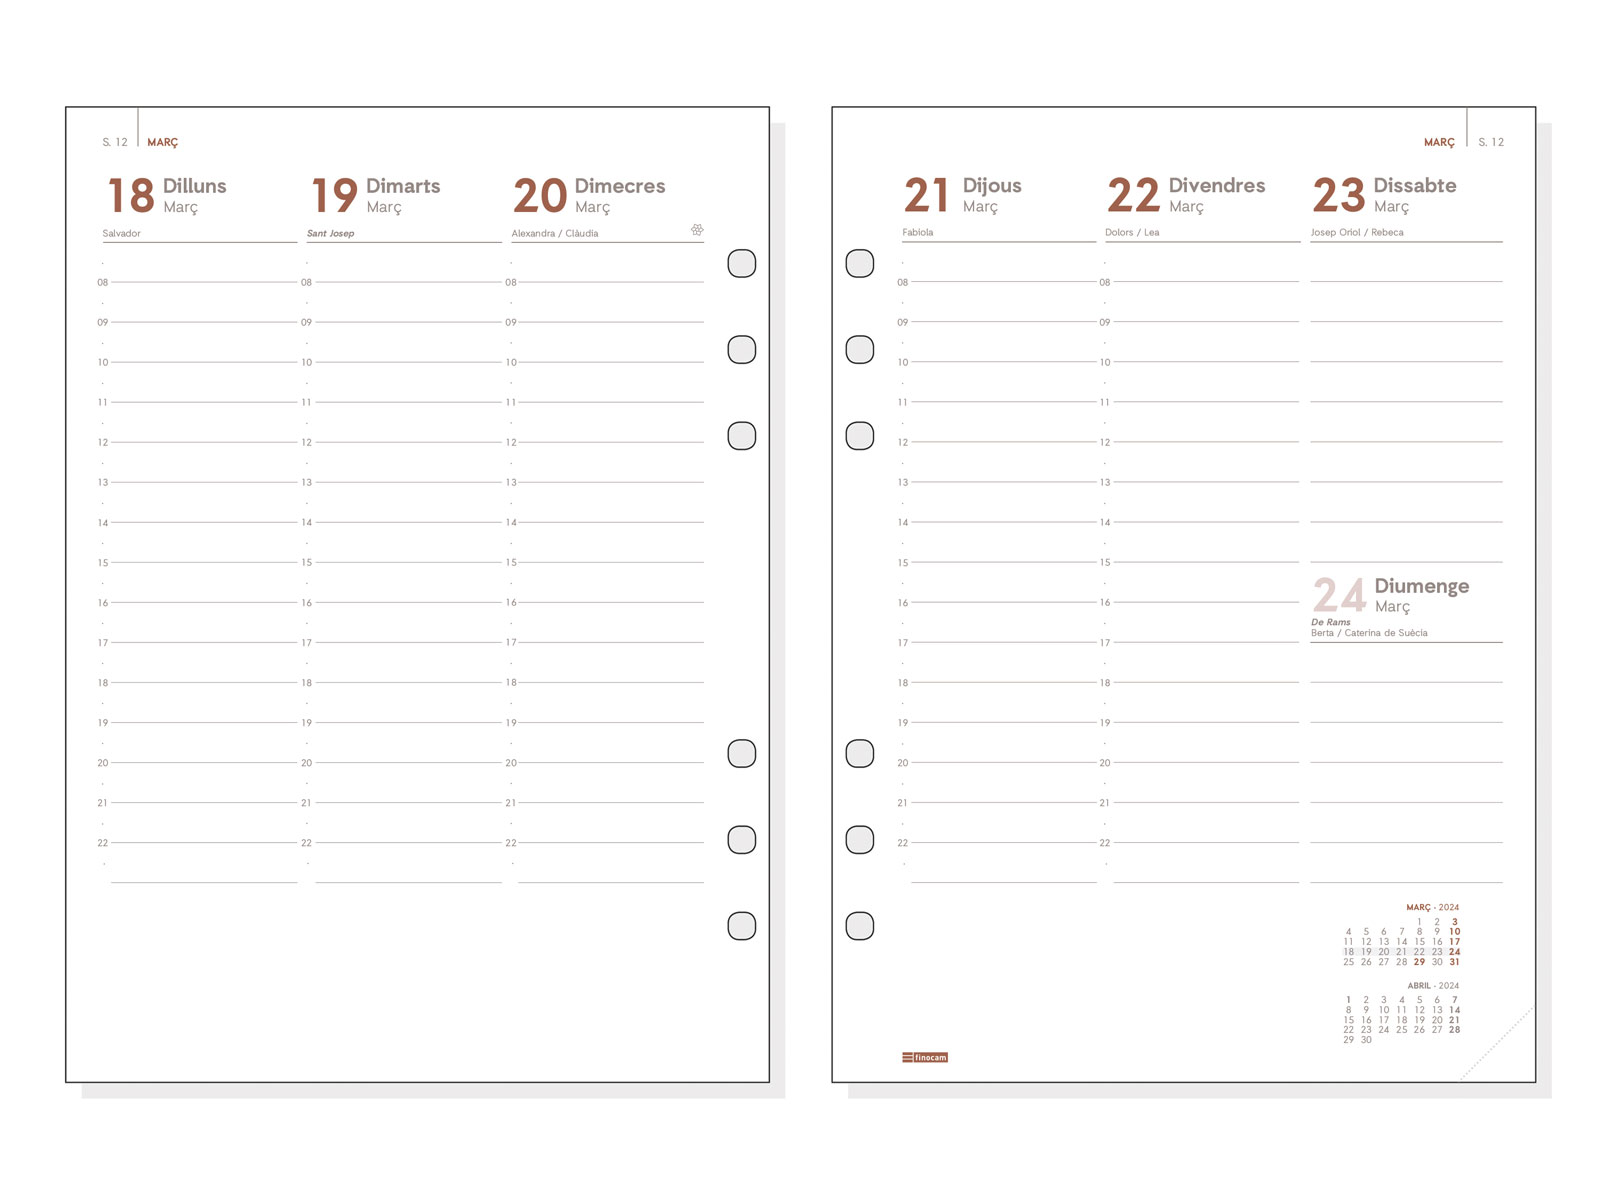 S. 12 MARÇ
18 Dilluns
Març
Salvador
08
09
10
11
12
13
14
15
16
17
18
19
20
21
22
19 Dimarts
Març
Sant Josep
08
09
10
11
12
13
14
15
16
17
18
19
20
21
22
20 Dimecres
Març
Alexandra / Clàudia
08
09
10
11
12
13
14
15
16
17
18
19
20
21
22
MARÇ S. 12
21 Dijous
Març
Fabiola
08
09
10
11
12
13
14
15
16
17
18
19
20
21
22
22 Divendres
Març
Dolors / Lea
08
09
10
11
12
13
14
15
16
17
18
19
20
21
22
23 Dissabte
Març
Josep Oriol / Rebeca
24 Diumenge
Març
De Rams
Berta / Caterina de Suècia
MARÇ - 2024
1 2 3
4 5 6 7 8 9 10
11 12 13 14 15 16 17
18 19 20 21 22 23 24
25 26 27 28 29 30 31
ABRIL - 2024
1 2 3 4 5 6 7
8 9 10 11 12 13 14
15 16 17 18 19 20 21
22 23 24 25 26 27 28
29 30
finocam